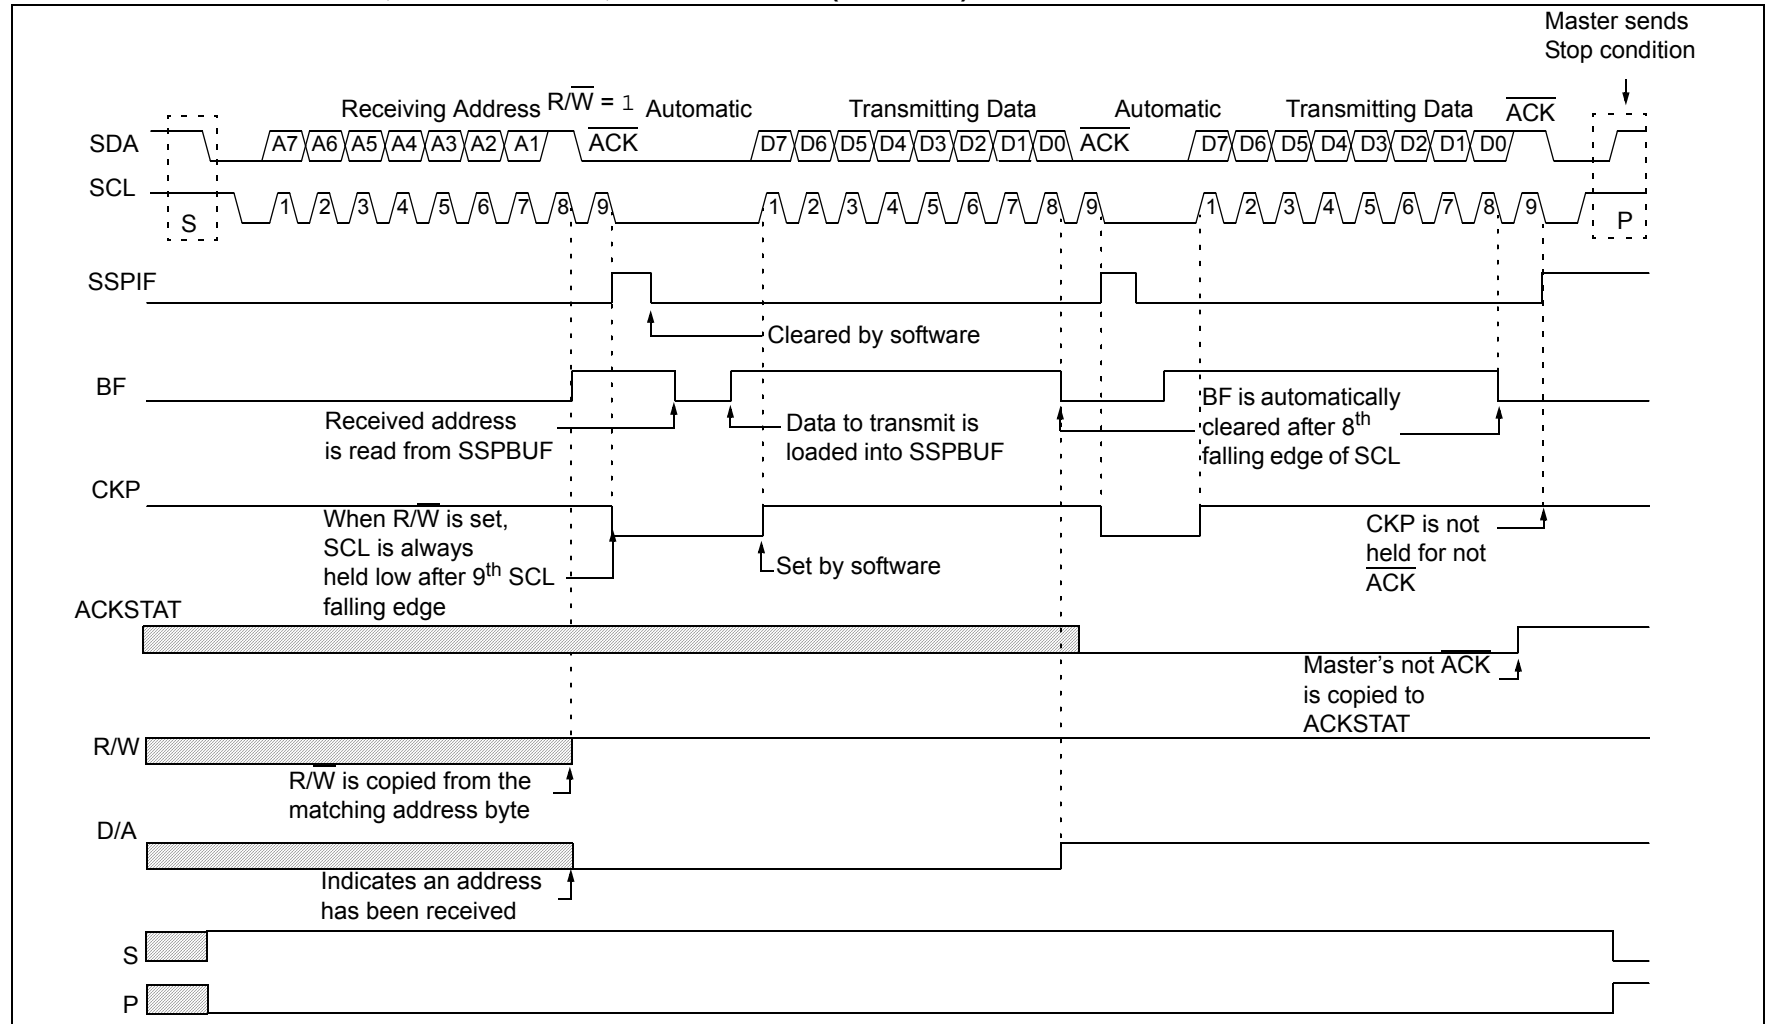 Master sends
Stop condition
Receiving Address R/W = 1 Automatic Transmitting Data Automatic Transmitting Data ACK
SDA A7 A6 A5 A4 A3 A2 A1 ACK D7 D6 D5 D4 D3 D2 D1 D0 ACK D7 D6 D5 D4 D3 D2 D1 D0
SCL 1 2 3 4 5 6 7 8 9 1 2 3 4 5 6 7 8 9 1 2 3 4 5 6 7 8 9
S P
SSPIF
Cleared by software
BF
Received address
is read from SSPBUF
Data to transmit is
loaded into SSPBUF
BF is automatically
cleared after 8th
falling edge of SCL
CKP
When R/W is set,
SCL is always
held low after 9th SCL
falling edge
Set by software
CKP is not
held for not
ACK
ACKSTAT
Master's not ACK
is copied to
ACKSTAT
R/W
R/W is copied from the
matching address byte
D/A
Indicates an address
has been received
S
P